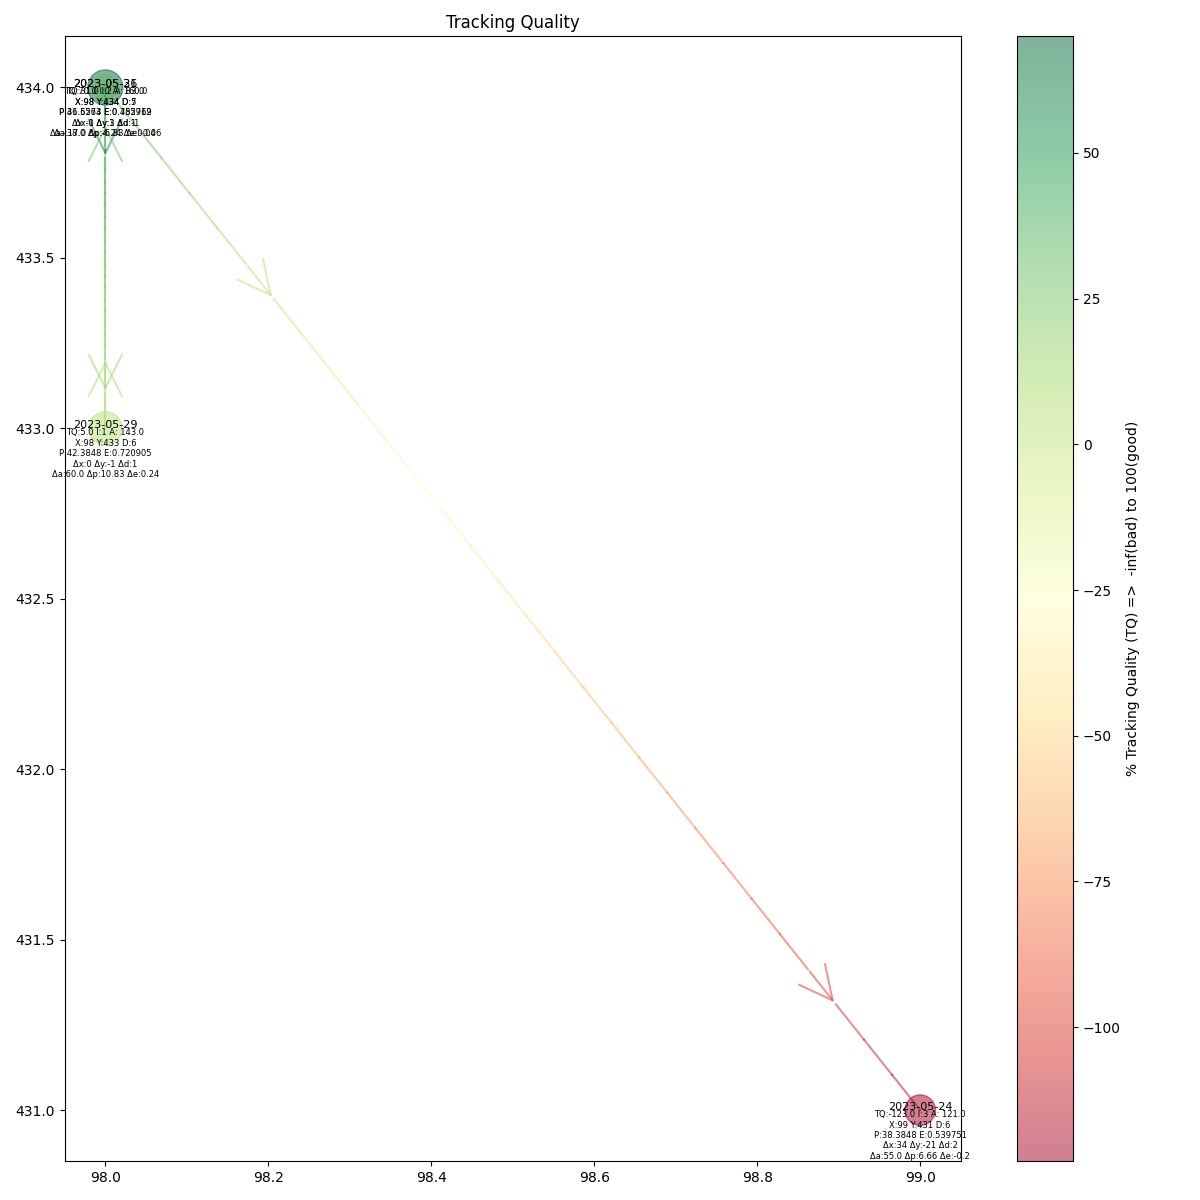 Tracking Quality
434.0
433.5
433.0
432.5
432.0
431.5
431.0
98.0
98.2
98.4
98.6
98.8
99.0
2023-05-29
TQ:5.0 I:1 A: 143.0
X:98 Y:433 D:6
P:42.3848 E:0.720905
Δx:0 Δy:-1 Δd:1
Δa:60.0 Δp:10.83 Δe:0.24
2023-05-24
TQ:-123.0 I:3 A: 121.0
X:99 Y:431 D:6
P:38.3848 E:0.539751
Δx:34 Δy:-21 Δd:2
Δa:55.0 Δp:6.66 Δe:-0.2
50
25
0
−25
−50
−75
−100
% Tracking Quality (TQ) => -inf(bad) to 100(good)